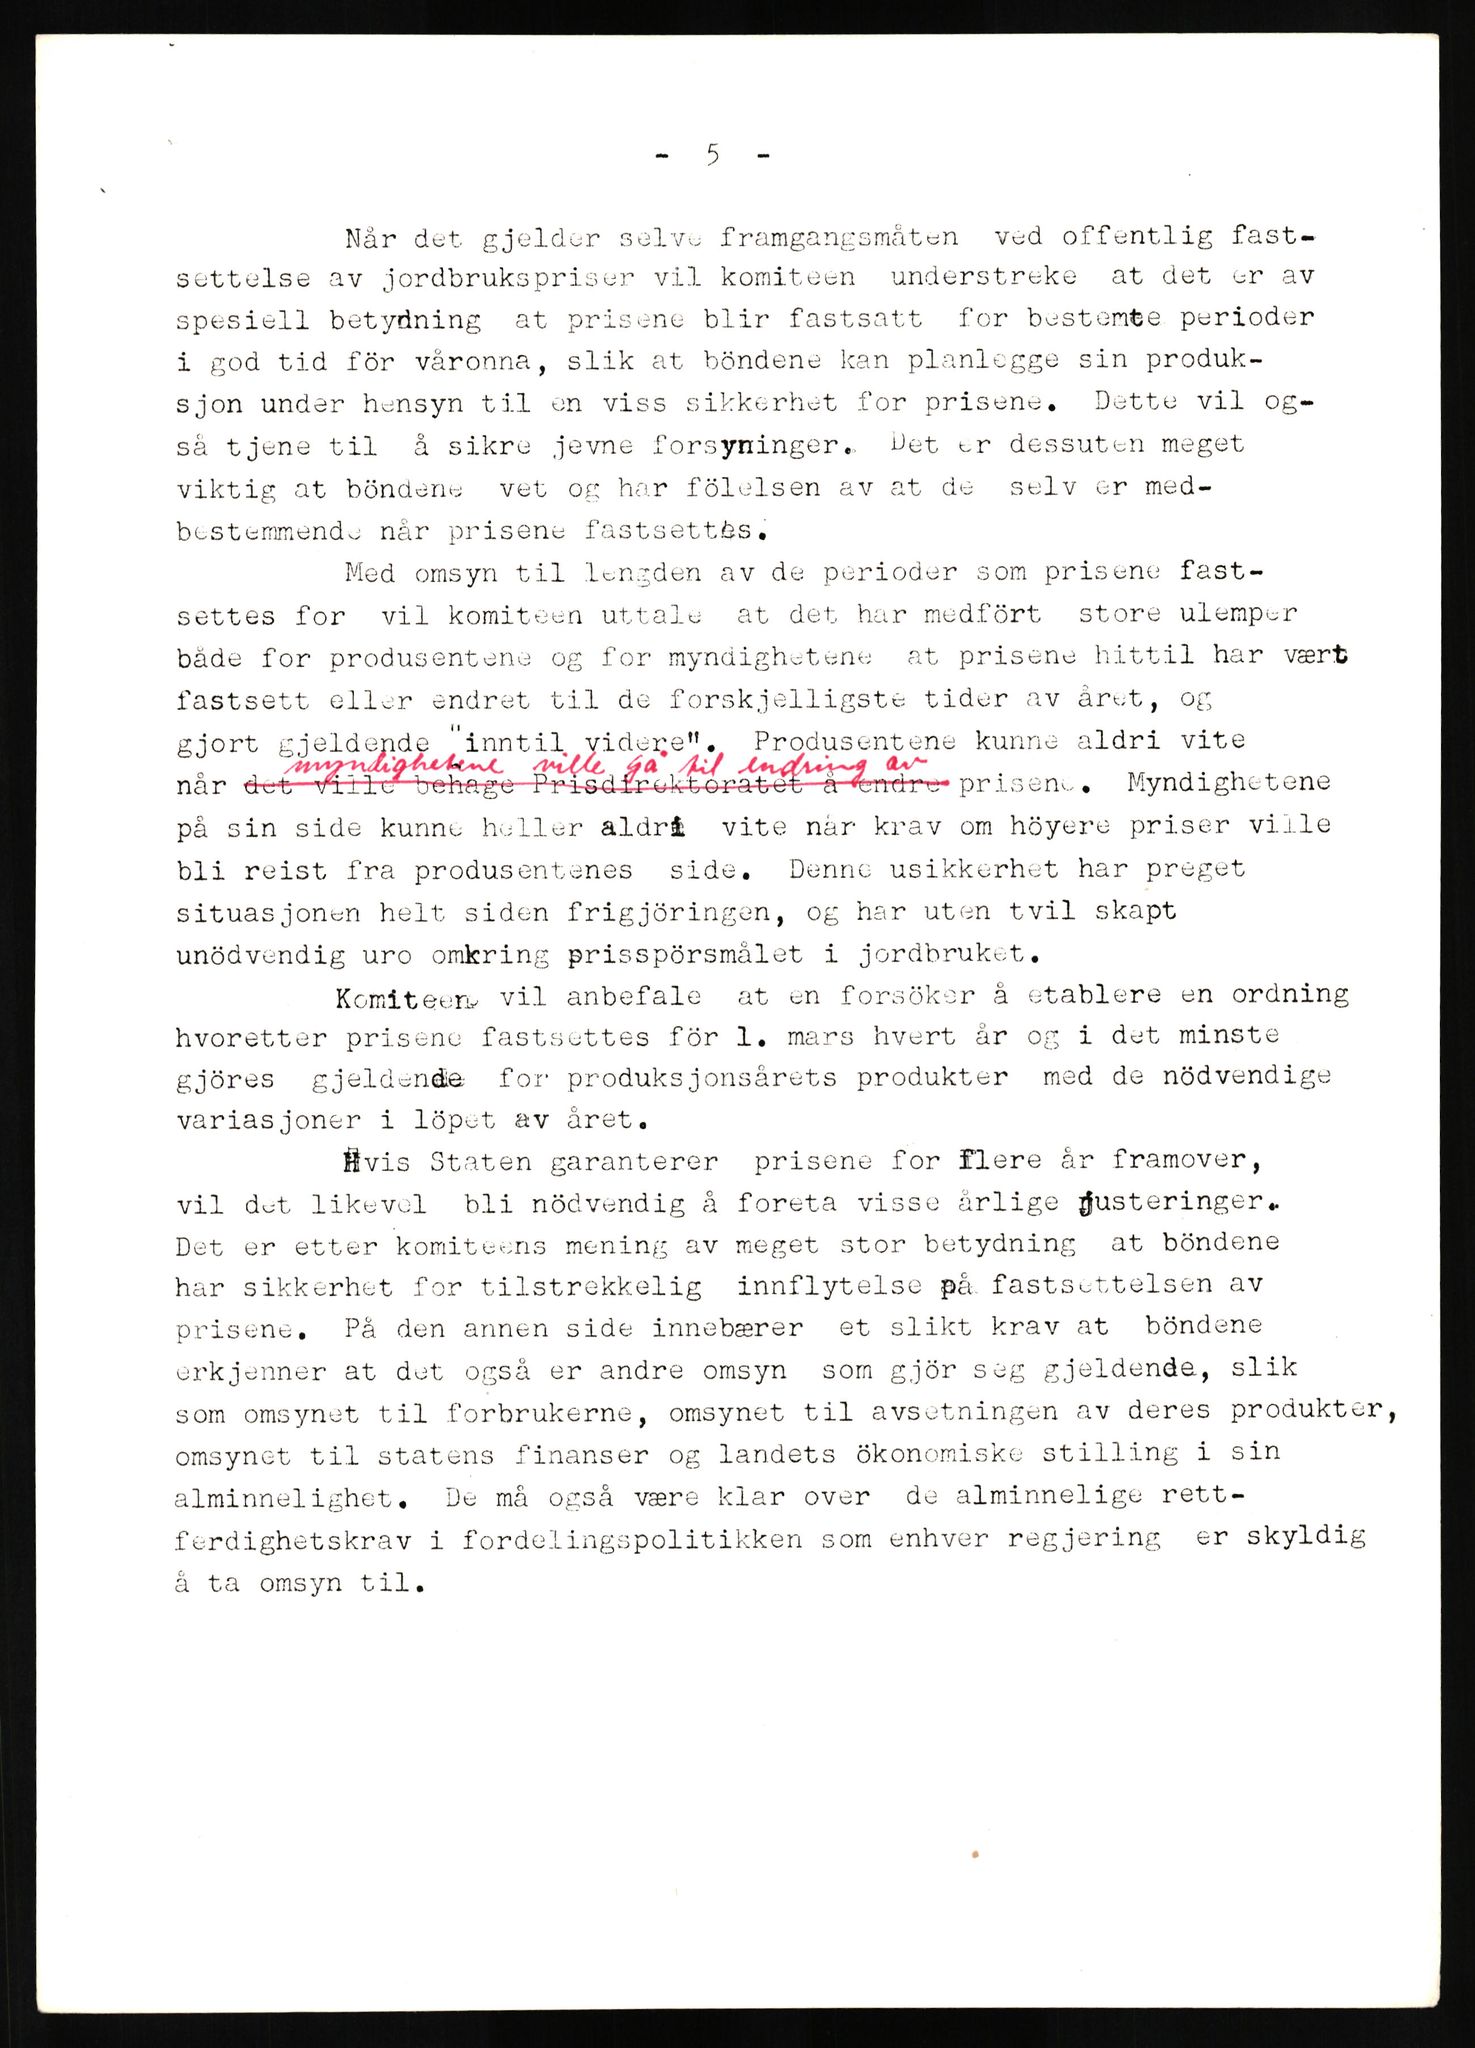 - 5 -
Når det gjelder selve framgangsmåten ved offentlig fast-
settelse av jordbrukspriser vil komiteen understreke at det er av
spesiell betydning at prisene blir fastsatt for bestemte perioder
i god tid för våronna, slik at böndene kan planlegge sin produk-
sjon under hensyn til en viss sikkerhet for prisene. Dette vil og-
så tjene til å sikre jevne forsyninger. Det er dessuten meget
viktig at böndene vet og har fölelsen av at de selv er med-
bestemmende når prisene fastsettes.
Med omsyn til lengden av de perioder som prisene fast-
settes for vil komiteen uttale at det har medfört store ulemper
både for produsentene og for myndighetene at prisene hittil har vært
fastsett eller endret til de forskjelligste tider av året, og
gjort gjeldende "inntil videre". Produsentene kunne aldri vite
myndighetene ville gå til endring av
når det ville behage Prisdirektoratet å endre prisene. Myndighetene
på sin side kunne heller aldri vite når krav om höyere priser ville
bli reist fra produsentenes side. Denne usikkerhet har preget
situasjonen helt siden frigjöringen, og har uten tvil skapt
unödvendig uro omkring prisspörsmålet i jordbruket.
Komiteen vil anbefale at en forsöker å etablere en ordning
hvoretter prisene fastsettes för 1. mars hvert år og i det minste
gjöres gjeldende for produksjonsårets produkter med de nödvendige
variasjoner i löpet av året.
Hvis Staten garanterer prisene for flere år framover,
vil det likevel bli nödvendig å foreta visse årlige justeringer.
Det er etter komiteens mening av meget stor betydning at böndene
har sikkerhet for tilstrekkelig innflytelse på fastsettelsen av
prisene. På den annen side innebærer et slikt krav at böndene
erkjenner at det også er andre omsyn som gjör seg gjeldende, slik
som omsynet til forbrukerne, omsynet til avsetningen av deres produkter,
omsynet til statens finanser og landets ökonomiske stilling i sin
alminnelighet. De må også være klar over de alminnelige rett-
ferdighetskrav i fordelingspolitikken som enhver regjering er skyldig
å ta omsyn til.